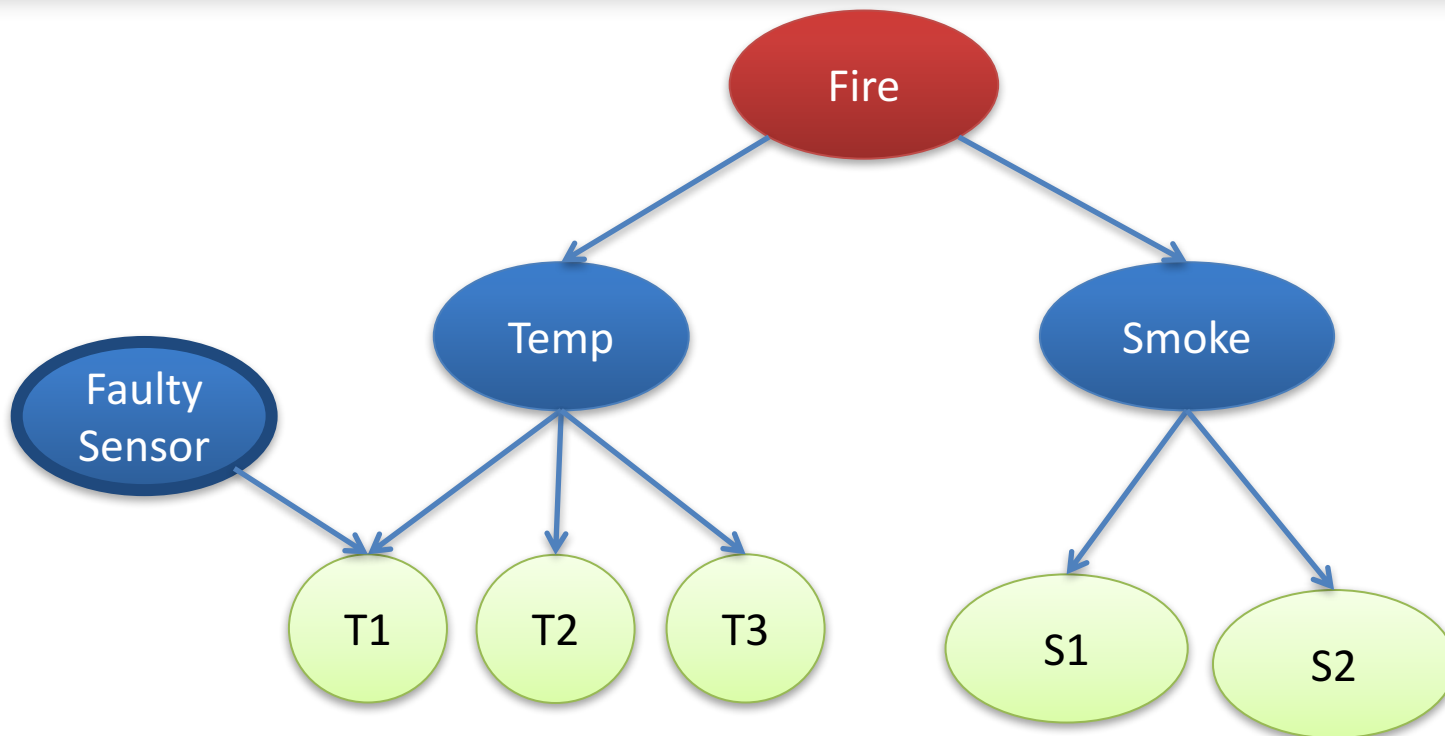 Fire
Temp
Smoke
Faulty
Sensor
T1
T2
T3
S1
S2